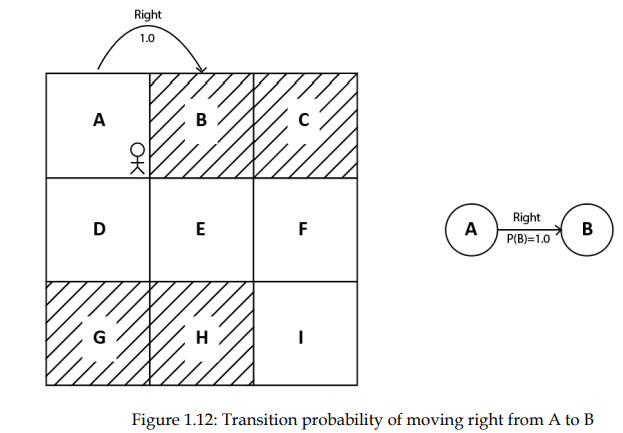 Right
1.0
A B C
D E F
G H I
A Right B
P(B)=1.0
Figure 1.12: Transition probability of moving right from A to B